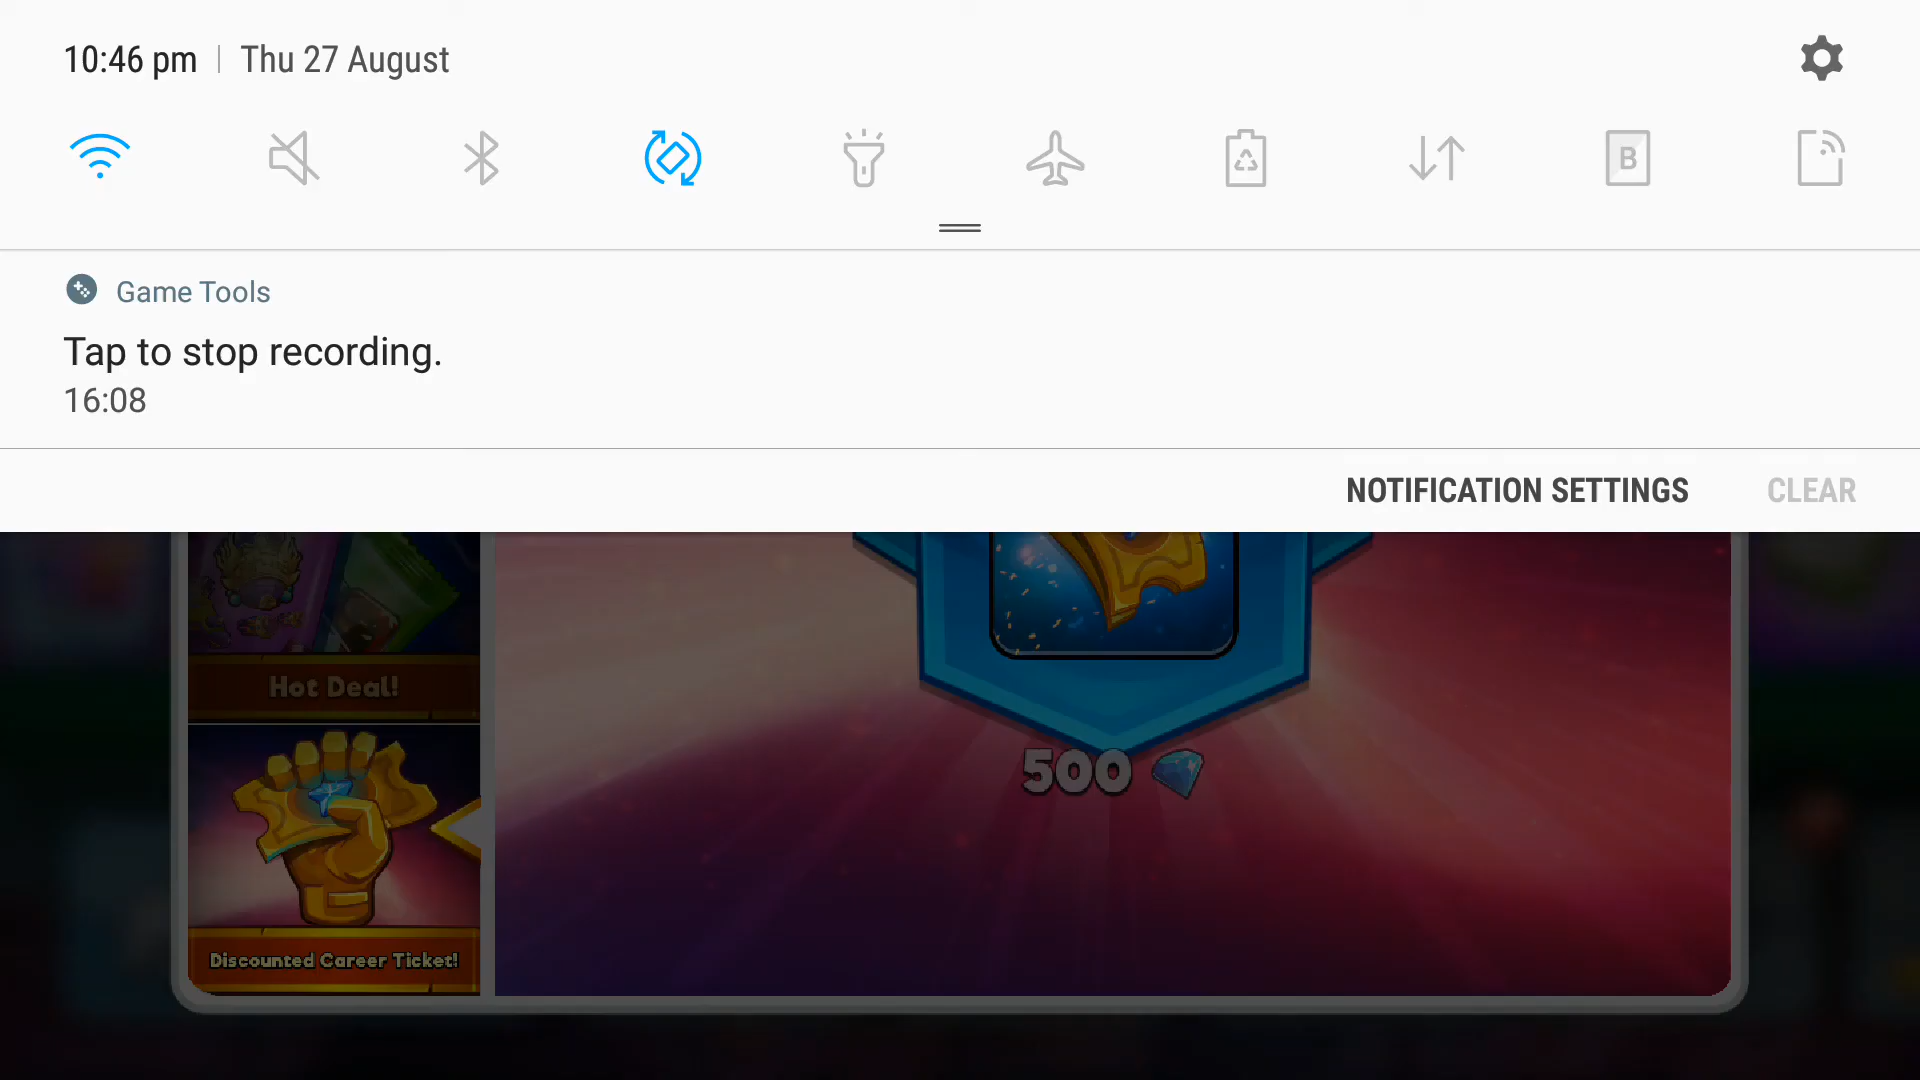 10:46 pm | Thu 27 August
B
Game Tools
Tap to stop recording.
16:08
NOTIFICATION SETTINGS CLEAR
Hot Deal!
500
Discounted Career Ticket!